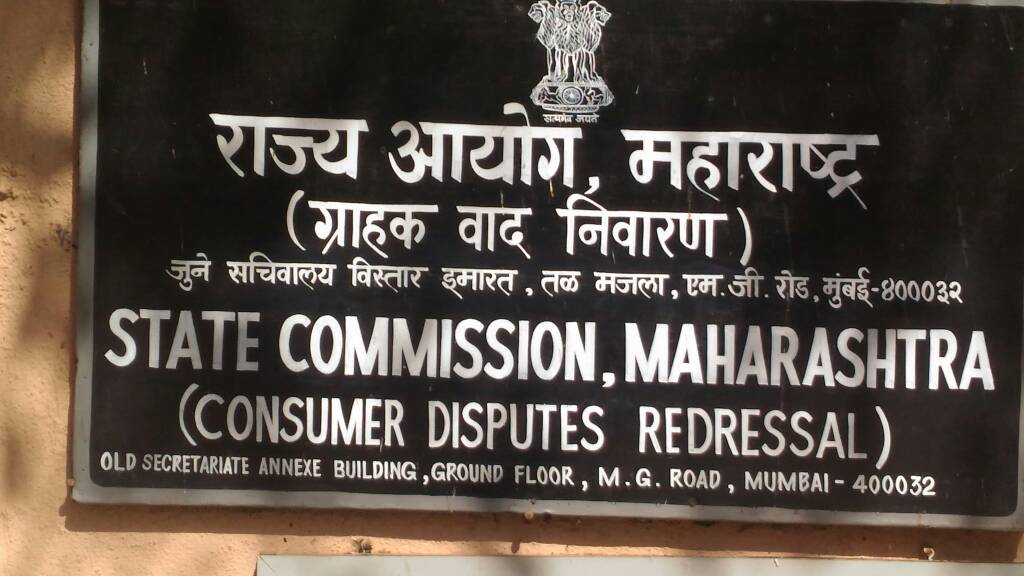 सत्यमेव जयते
राज्य आयोग, महाराष्ट्र
(ग्राहक वाद निवारण)
जुने सचिवालय विस्तार इमारत, तळ मजला, एम.जी. रोड, मुंबई-४०००३२
STATE COMMISSION, MAHARASHTRA
(CONSUMER DISPUTES REDRESSAL)
OLD SECRETARIATE ANNEXE BUILDING, GROUND FLOOR, M.G. ROAD, MUMBAI - 400032